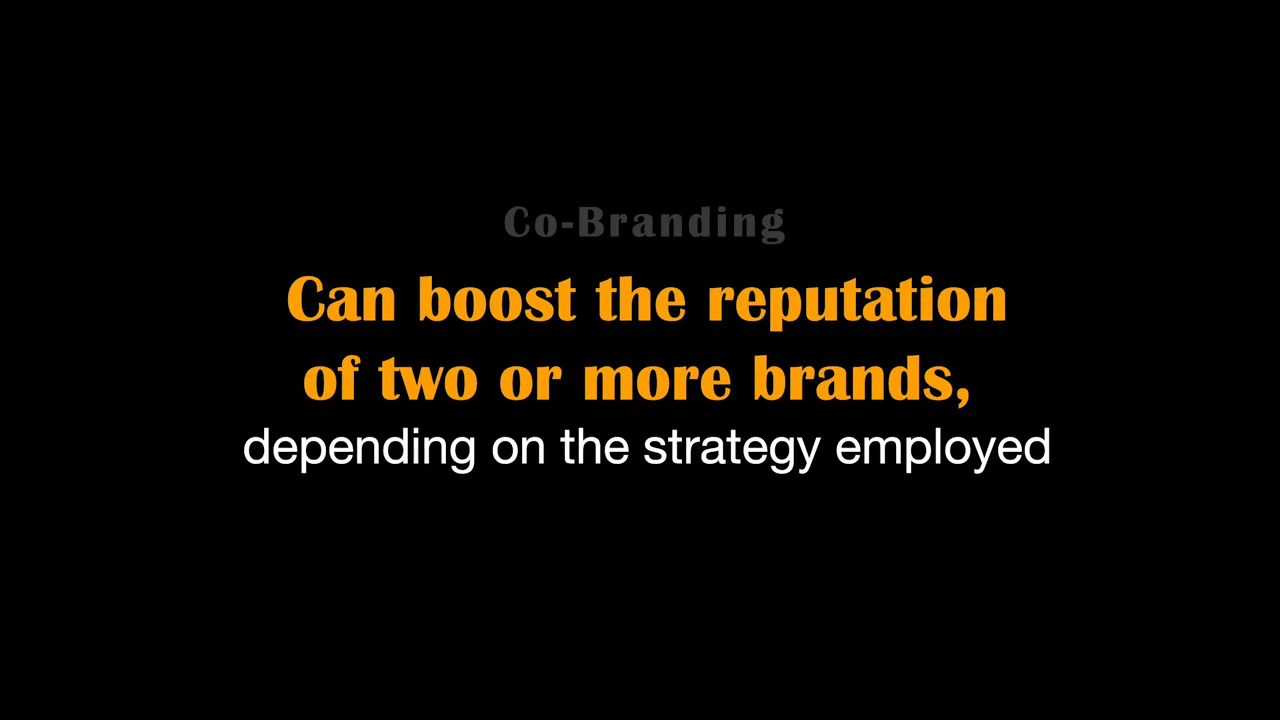 Co-Branding
Can boost the reputation
of two or more brands,
depending on the strategy employed